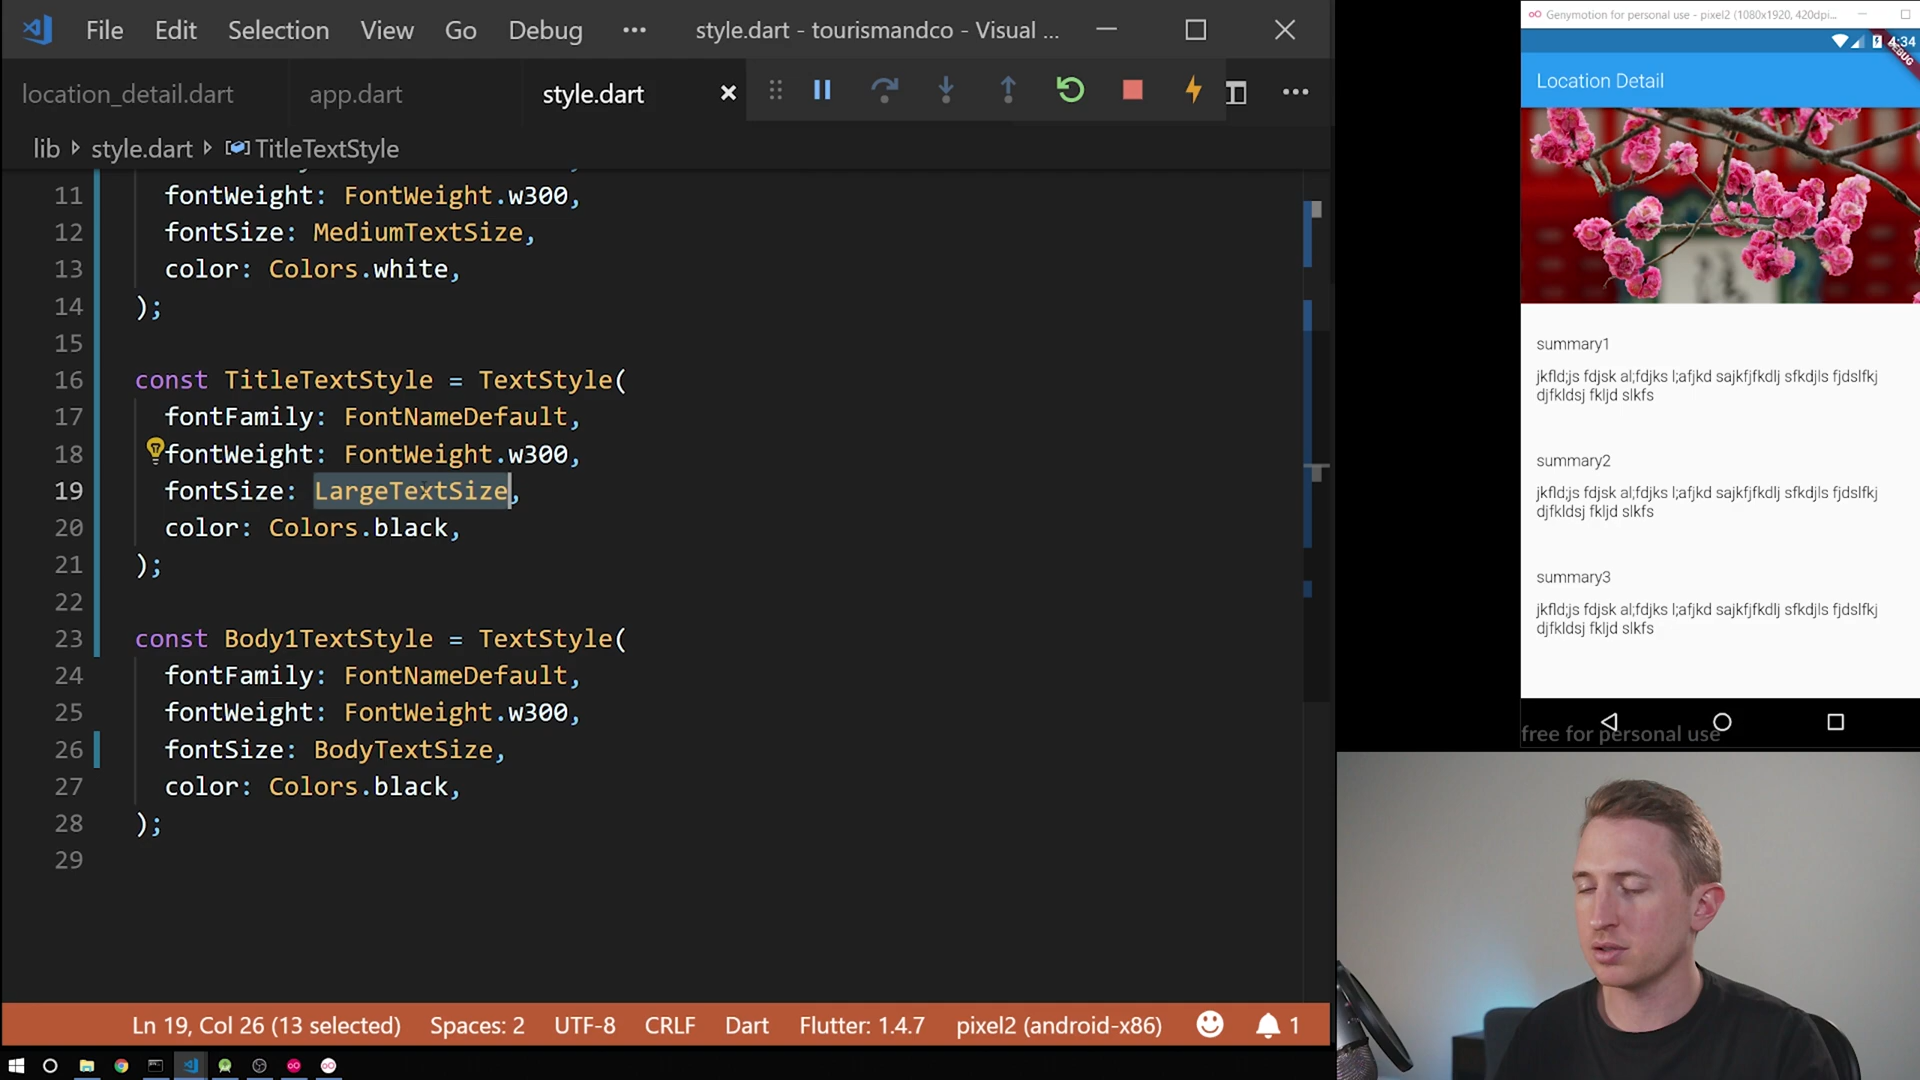 File Edit Selection View Go Debug ••• style.dart - tourismandco - Visual ...
location_detail.dart app.dart style.dart
lib style.dart TitleTextStyle
11 fontWeight: FontWeight.w300,
12 fontSize: MediumTextSize,
13 color: Colors.white,
14 );
15
16 const TitleTextStyle = TextStyle(
17 fontFamily: FontNameDefault,
18 fontWeight: FontWeight.w300,
19 fontSize: LargeTextSize,
20 color: Colors.black,
21 );
22
23 const Body1TextStyle = TextStyle(
24 fontFamily: FontNameDefault,
25 fontWeight: FontWeight.w300,
26 fontSize: BodyTextSize,
27 color: Colors.black,
28 );
29
Ln 19, Col 26 (13 selected) Spaces: 2 UTF-8 CRLF Dart Flutter: 1.4.7 pixel2 (android-x86) 1
Genymotion for personal use - pixel2 (1080x1920, 420dpi...
4:34
DEBUG
Location Detail
summary1
jkfld;js fdjsk al;fdjks l;afjkd sajkfjfkdlj sfkdjls fjdslfkj
djfkldsj fkljd slkfs
summary2
jkfld;js fdjsk al;fdjks l;afjkd sajkfjfkdlj sfkdjls fjdslfkj
djfkldsj fkljd slkfs
summary3
jkfld;js fdjsk al;fdjks l;afjkd sajkfjfkdlj sfkdjls fjdslfkj
djfkldsj fkljd slkfs
free for personal use